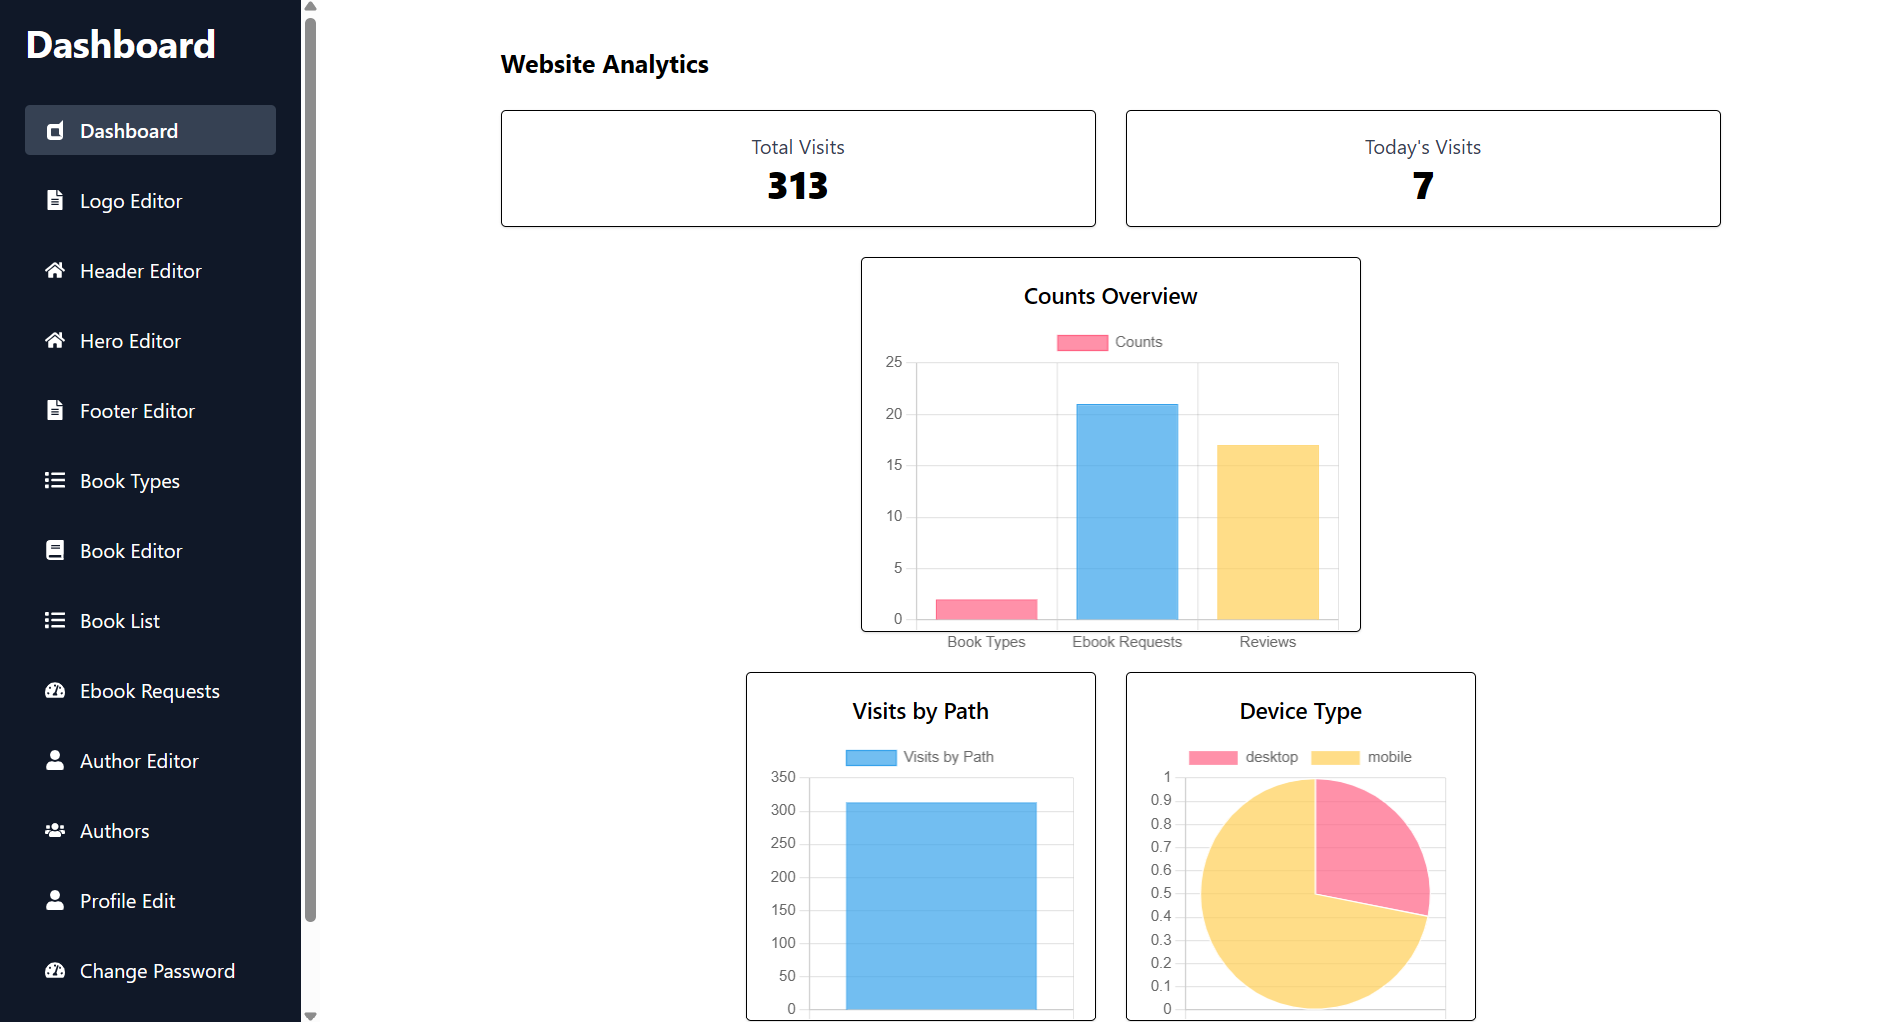 Dashboard
Dashboard
Logo Editor
Header Editor
Hero Editor
Footer Editor
Book Types
Book Editor
Book List
Ebook Requests
Author Editor
Authors
Profile Edit
Change Password
Website Analytics
Total Visits
313
Today's Visits
7
Counts Overview
Counts
25
20
15
10
5
0
Book Types
Ebook Requests
Reviews
Visits by Path
Visits by Path
350
300
250
200
150
100
50
0
Device Type
desktop
mobile
1
0.9
0.8
0.7
0.6
0.5
0.4
0.3
0.2
0.1
0